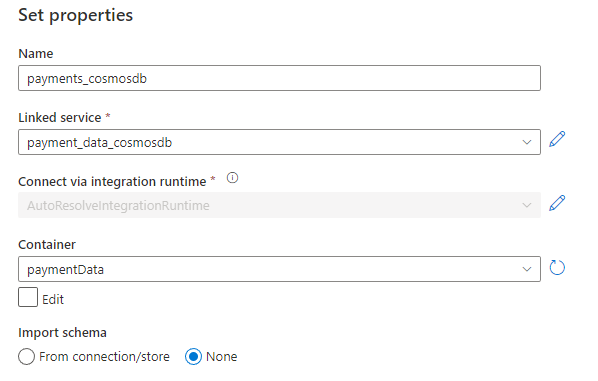 Set properties
Name
payments_cosmosdb
Linked service *
payment_data_cosmosdb
Connect via integration runtime *
AutoResolveIntegrationRuntime
Container
paymentData
Edit
Import schema
From connection/store None